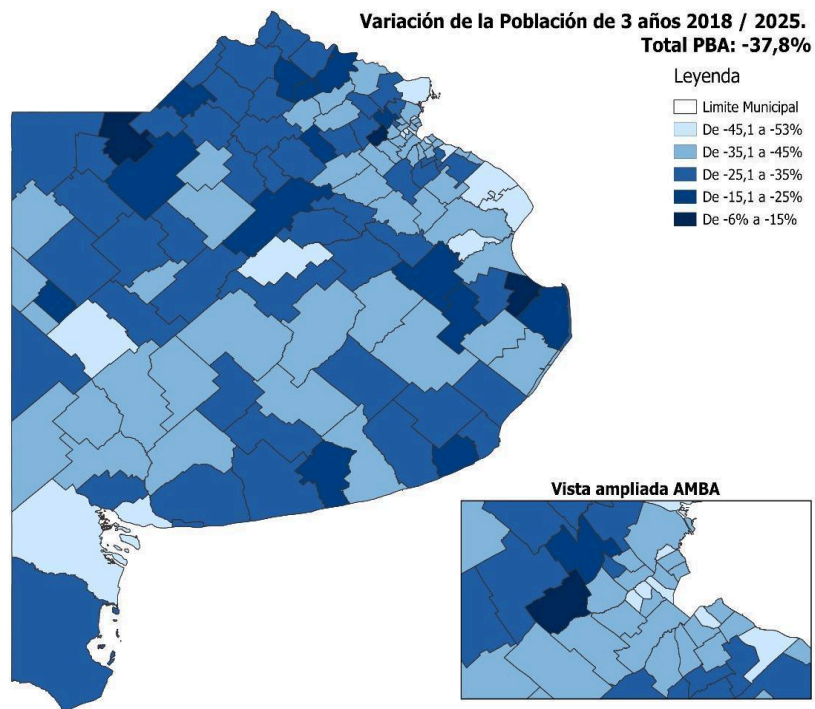 Variación de la Población de 3 años 2018 / 2025.
Total PBA: -37,8%
Leyenda
Limite Municipal
De -45,1 a -53%
De -35,1 a -45%
De -25,1 a -35%
De -15,1 a -25%
De -6% a -15%
Vista ampliada AMBA